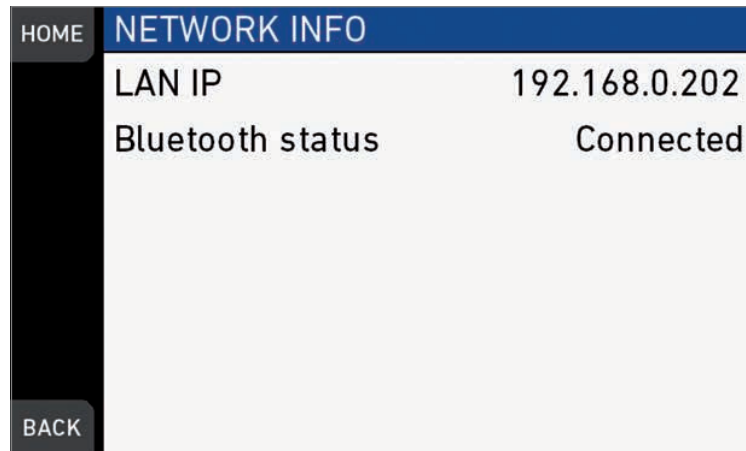 HOME
NETWORK INFO
LAN IP 192.168.0.202
Bluetooth status Connected
BACK